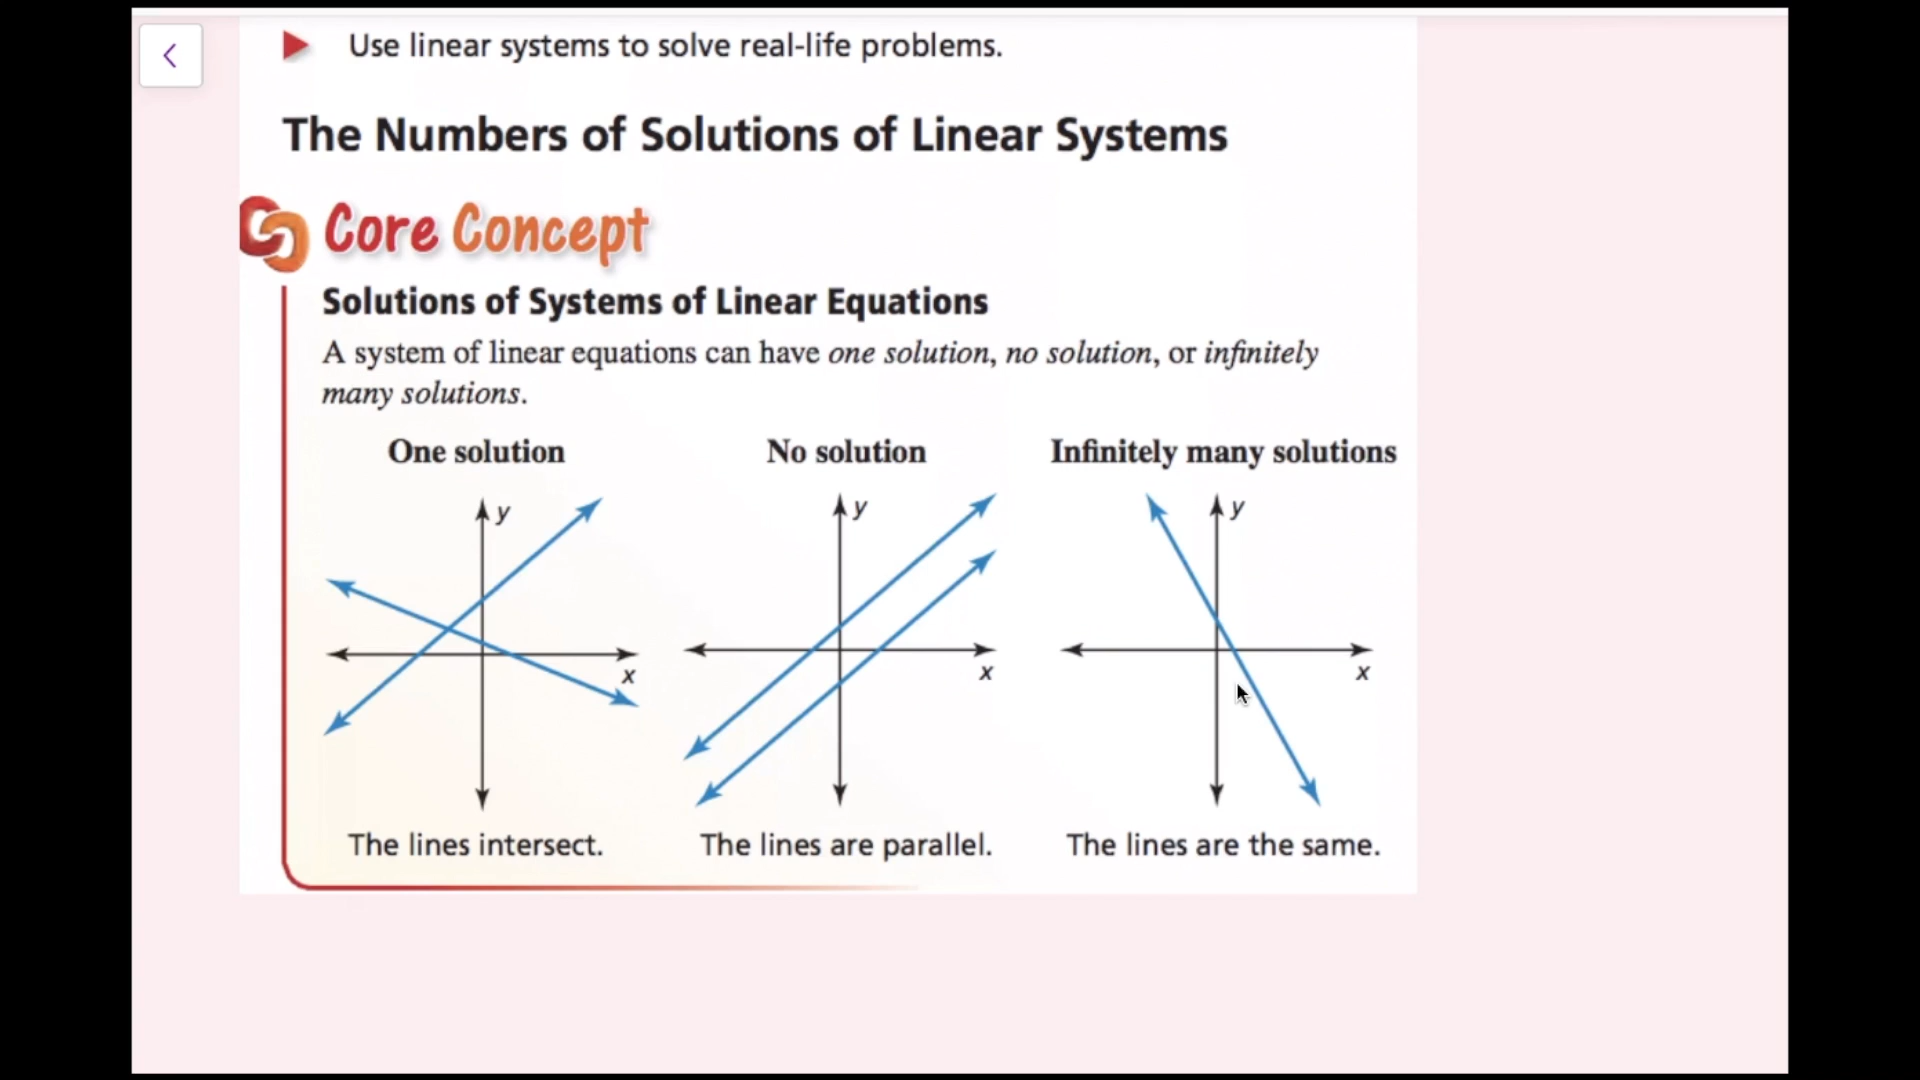 Use linear systems to solve real-life problems.
The Numbers of Solutions of Linear Systems
Core Concept
Solutions of Systems of Linear Equations
A system of linear equations can have one solution, no solution, or infinitely
many solutions.
One solution
No solution
Infinitely many solutions
y
x
y
x
y
x
The lines intersect.
The lines are parallel.
The lines are the same.